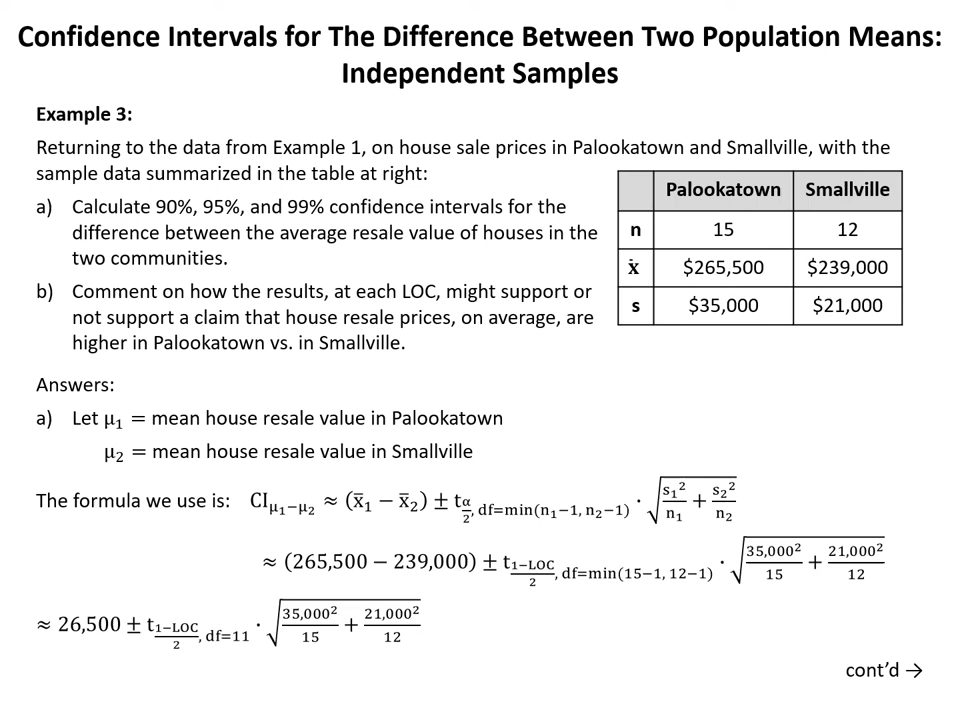 Confidence Intervals for The Difference Between Two Population Means:
Independent Samples
Example 3:
Returning to the data from Example 1, on house sale prices in Palookatown and Smallville, with the
sample data summarized in the table at right:
a) Calculate 90%, 95%, and 99% confidence intervals for the
difference between the average resale value of houses in the
two communities.
b) Comment on how the results, at each LOC, might support or
not support a claim that house resale prices, on average, are
higher in Palookatown vs. in Smallville.
Palookatown Smallville
n 15 12
x̄ $265,500 $239,000
s $35,000 $21,000
Answers:
a) Let μ₁ = mean house resale value in Palookatown
μ₂ = mean house resale value in Smallville
The formula we use is: CI_{μ₁−μ₂} ≈ (x̄₁ − x̄₂) ± t_{α/2, df=min(n₁−1, n₂−1)} · √(s₁²/n₁ + s₂²/n₂)
≈ (265,500 − 239,000) ± t_{(1−LOC)/2, df=min(15−1, 12−1)} · √(35,000²/15 + 21,000²/12)
≈ 26,500 ± t_{(1−LOC)/2, df=11} · √(35,000²/15 + 21,000²/12)
cont’d →